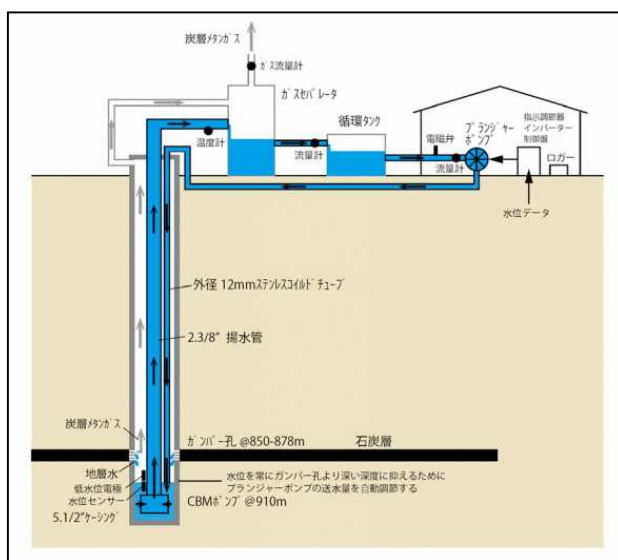 炭層メタンガス
ガス流量計
ガスセパレータ
循環タンク
プランジャー
ポンプ
指示調節器
インバーター
制御盤
電磁弁
ロガー
温度計
流量計
流量計
水位データ
外径 12mmステンレスコイルドチューブ
2.3/8” 揚水管
炭層メタンガス
ガンパー孔 @850-878m
石炭層
地層水
低水位電極
水位センサー
5.1/2”ケーシング
水位を常にガンパー孔より深い深度に抑えるために
プランジャーポンプの送水量を自動調節する
CBMポンプ @910m